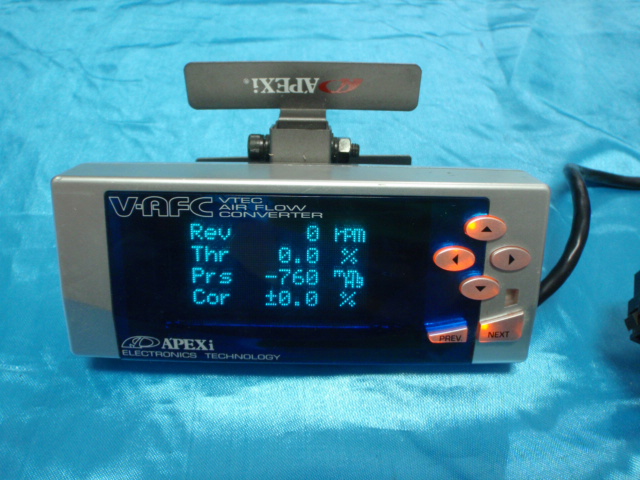 APEXi
V-AFC VTEC
AIR FLOW
CONVERTER
Rev 0 rpm
Thr 0.0 %
Prs -760
Cor ±0.0 %
PREV NEXT
APEXi
ELECTRONICS TECHNOLOGY